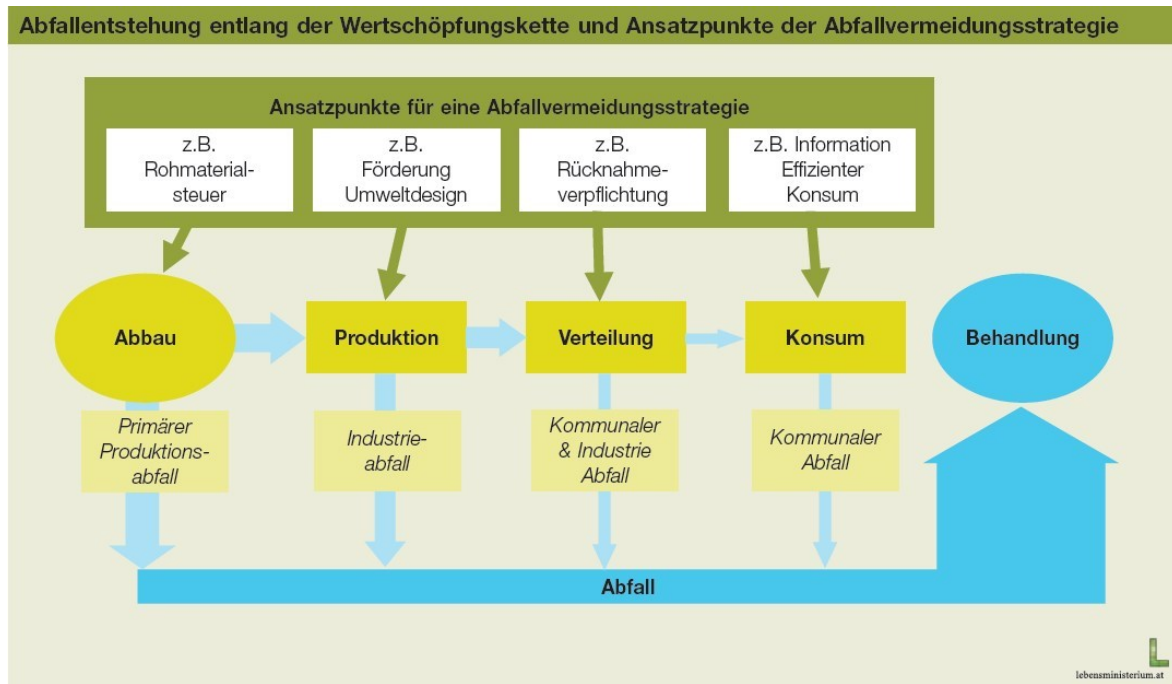 Abfallentstehung entlang der Wertschöpfungskette und Ansatzpunkte der Abfallvermeidungsstrategie
Ansatzpunkte für eine Abfallvermeidungsstrategie
z.B.
Rohmaterial-
steuer
z.B.
Förderung
Umweltdesign
z.B.
Rücknahme-
verpflichtung
z.B. Information
Effizienter
Konsum
Abbau
Produktion
Verteilung
Konsum
Behandlung
Primärer
Produktions-
abfall
Industrie-
abfall
Kommunaler
& Industrie
Abfall
Kommunaler
Abfall
Abfall
L
lebensministerium.at